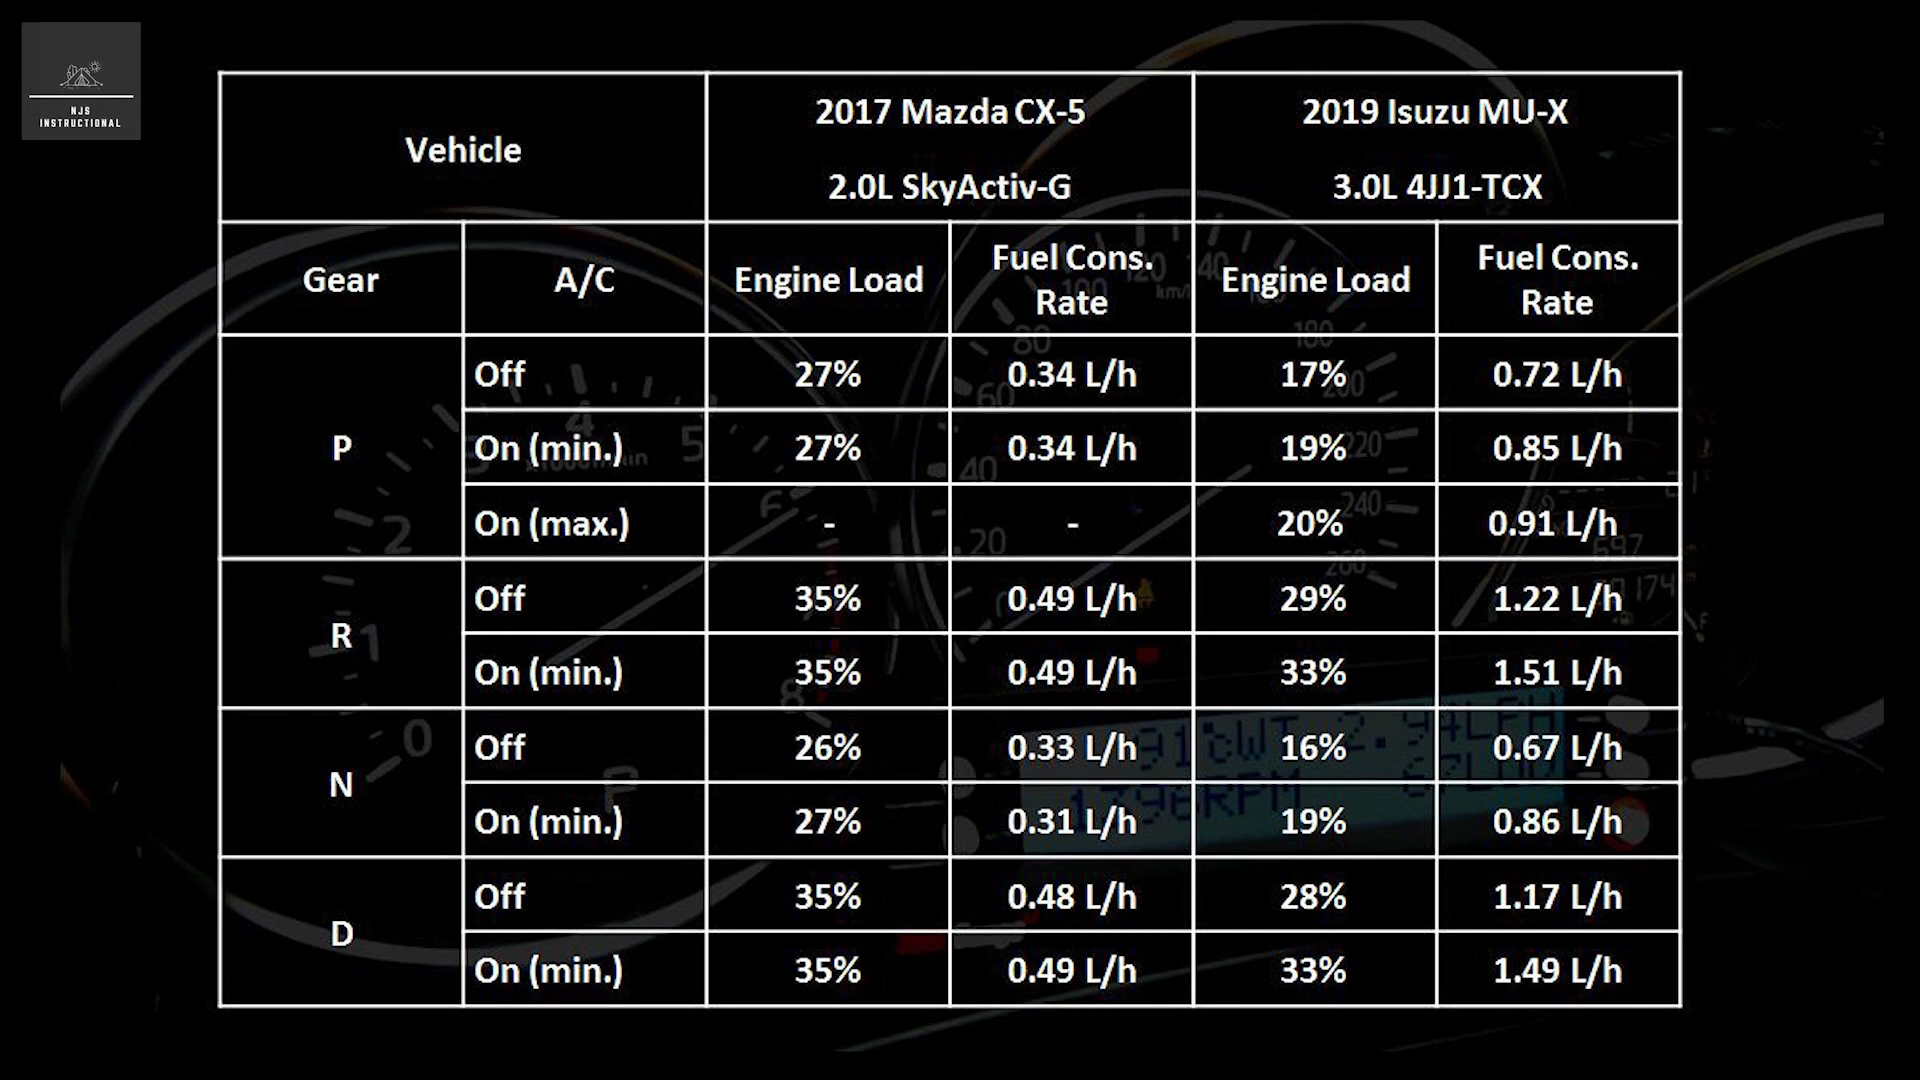 NJS
INSTRUCTIONAL
Vehicle
2017 Mazda CX-5
2.0L SkyActiv-G
2019 Isuzu MU-X
3.0L 4JJ1-TCX
Gear
A/C
Engine Load
Fuel Cons.
Rate
Engine Load
Fuel Cons.
Rate
P
Off 27% 0.34 L/h 17% 0.72 L/h
On (min.) 27% 0.34 L/h 19% 0.85 L/h
On (max.) - - 20% 0.91 L/h
R
Off 35% 0.49 L/h 29% 1.22 L/h
On (min.) 35% 0.49 L/h 33% 1.51 L/h
N
Off 26% 0.33 L/h 16% 0.67 L/h
On (min.) 27% 0.31 L/h 19% 0.86 L/h
D
Off 35% 0.48 L/h 28% 1.17 L/h
On (min.) 35% 0.49 L/h 33% 1.49 L/h